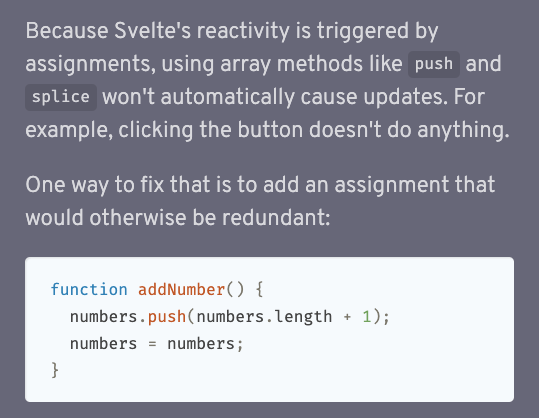 Because Svelte's reactivity is triggered by
assignments, using array methods like push and
splice won't automatically cause updates. For
example, clicking the button doesn't do anything.
One way to fix that is to add an assignment that
would otherwise be redundant:
function addNumber() {
  numbers.push(numbers.length + 1);
  numbers = numbers;
}